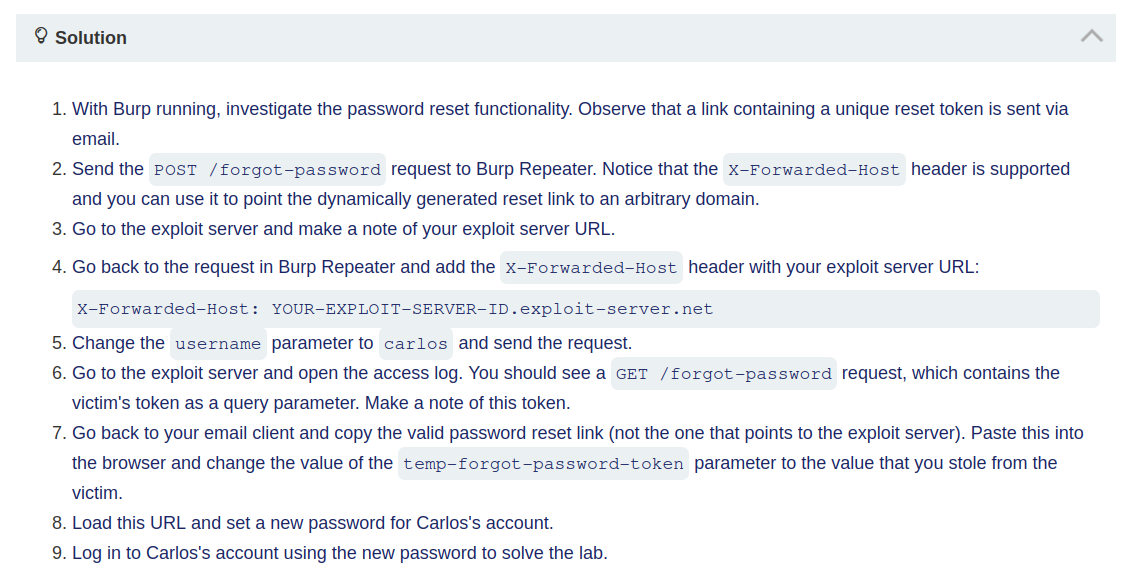 Solution
1. With Burp running, investigate the password reset functionality. Observe that a link containing a unique reset token is sent via
email.
2. Send the POST /forgot-password request to Burp Repeater. Notice that the X-Forwarded-Host header is supported
and you can use it to point the dynamically generated reset link to an arbitrary domain.
3. Go to the exploit server and make a note of your exploit server URL.
4. Go back to the request in Burp Repeater and add the X-Forwarded-Host header with your exploit server URL:
X-Forwarded-Host: YOUR-EXPLOIT-SERVER-ID.exploit-server.net
5. Change the username parameter to carlos and send the request.
6. Go to the exploit server and open the access log. You should see a GET /forgot-password request, which contains the
victim's token as a query parameter. Make a note of this token.
7. Go back to your email client and copy the valid password reset link (not the one that points to the exploit server). Paste this into
the browser and change the value of the temp-forgot-password-token parameter to the value that you stole from the
victim.
8. Load this URL and set a new password for Carlos's account.
9. Log in to Carlos's account using the new password to solve the lab.